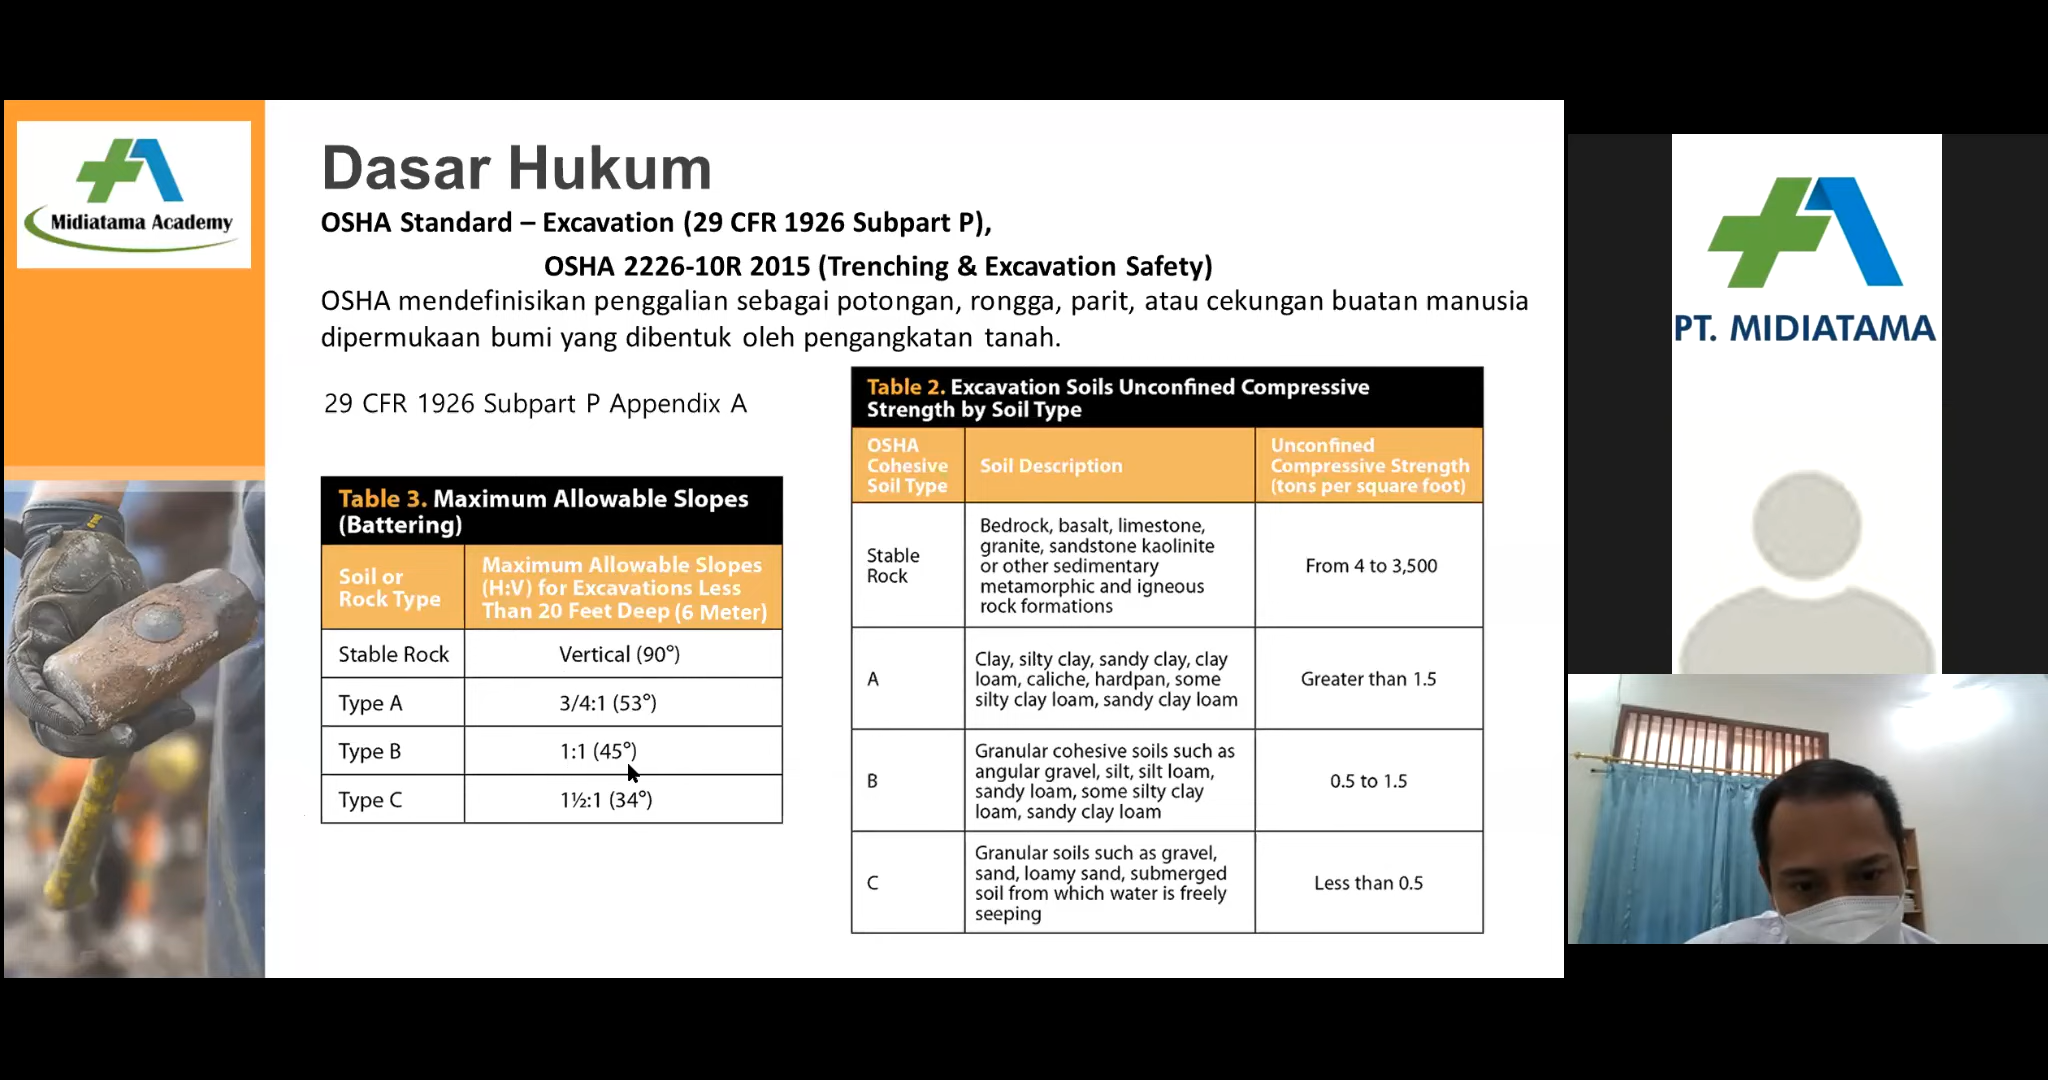 Midiatama Academy
Dasar Hukum
OSHA Standard – Excavation (29 CFR 1926 Subpart P),
OSHA 2226-10R 2015 (Trenching & Excavation Safety)
OSHA mendefinisikan penggalian sebagai potongan, rongga, parit, atau cekungan buatan manusia
dipermukaan bumi yang dibentuk oleh pengangkatan tanah.
29 CFR 1926 Subpart P Appendix A
Table 3. Maximum Allowable Slopes
(Battering)
Soil or
Rock Type
Maximum Allowable Slopes
(H:V) for Excavations Less
Than 20 Feet Deep (6 Meter)
Stable Rock
Vertical (90°)
Type A
3/4:1 (53°)
Type B
1:1 (45°)
Type C
1½:1 (34°)
Table 2. Excavation Soils Unconfined Compressive
Strength by Soil Type
OSHA
Cohesive
Soil Type
Soil Description
Unconfined
Compressive Strength
(tons per square foot)
Stable
Rock
Bedrock, basalt, limestone,
granite, sandstone kaolinite
or other sedimentary
metamorphic and igneous
rock formations
From 4 to 3,500
A
Clay, silty clay, sandy clay, clay
loam, caliche, hardpan, some
silty clay loam, sandy clay loam
Greater than 1.5
B
Granular cohesive soils such as
angular gravel, silt, silt loam,
sandy loam, some silty clay
loam, sandy clay loam
0.5 to 1.5
C
Granular soils such as gravel,
sand, loamy sand, submerged
soil from which water is freely
seeping
Less than 0.5
PT. MIDIATAMA